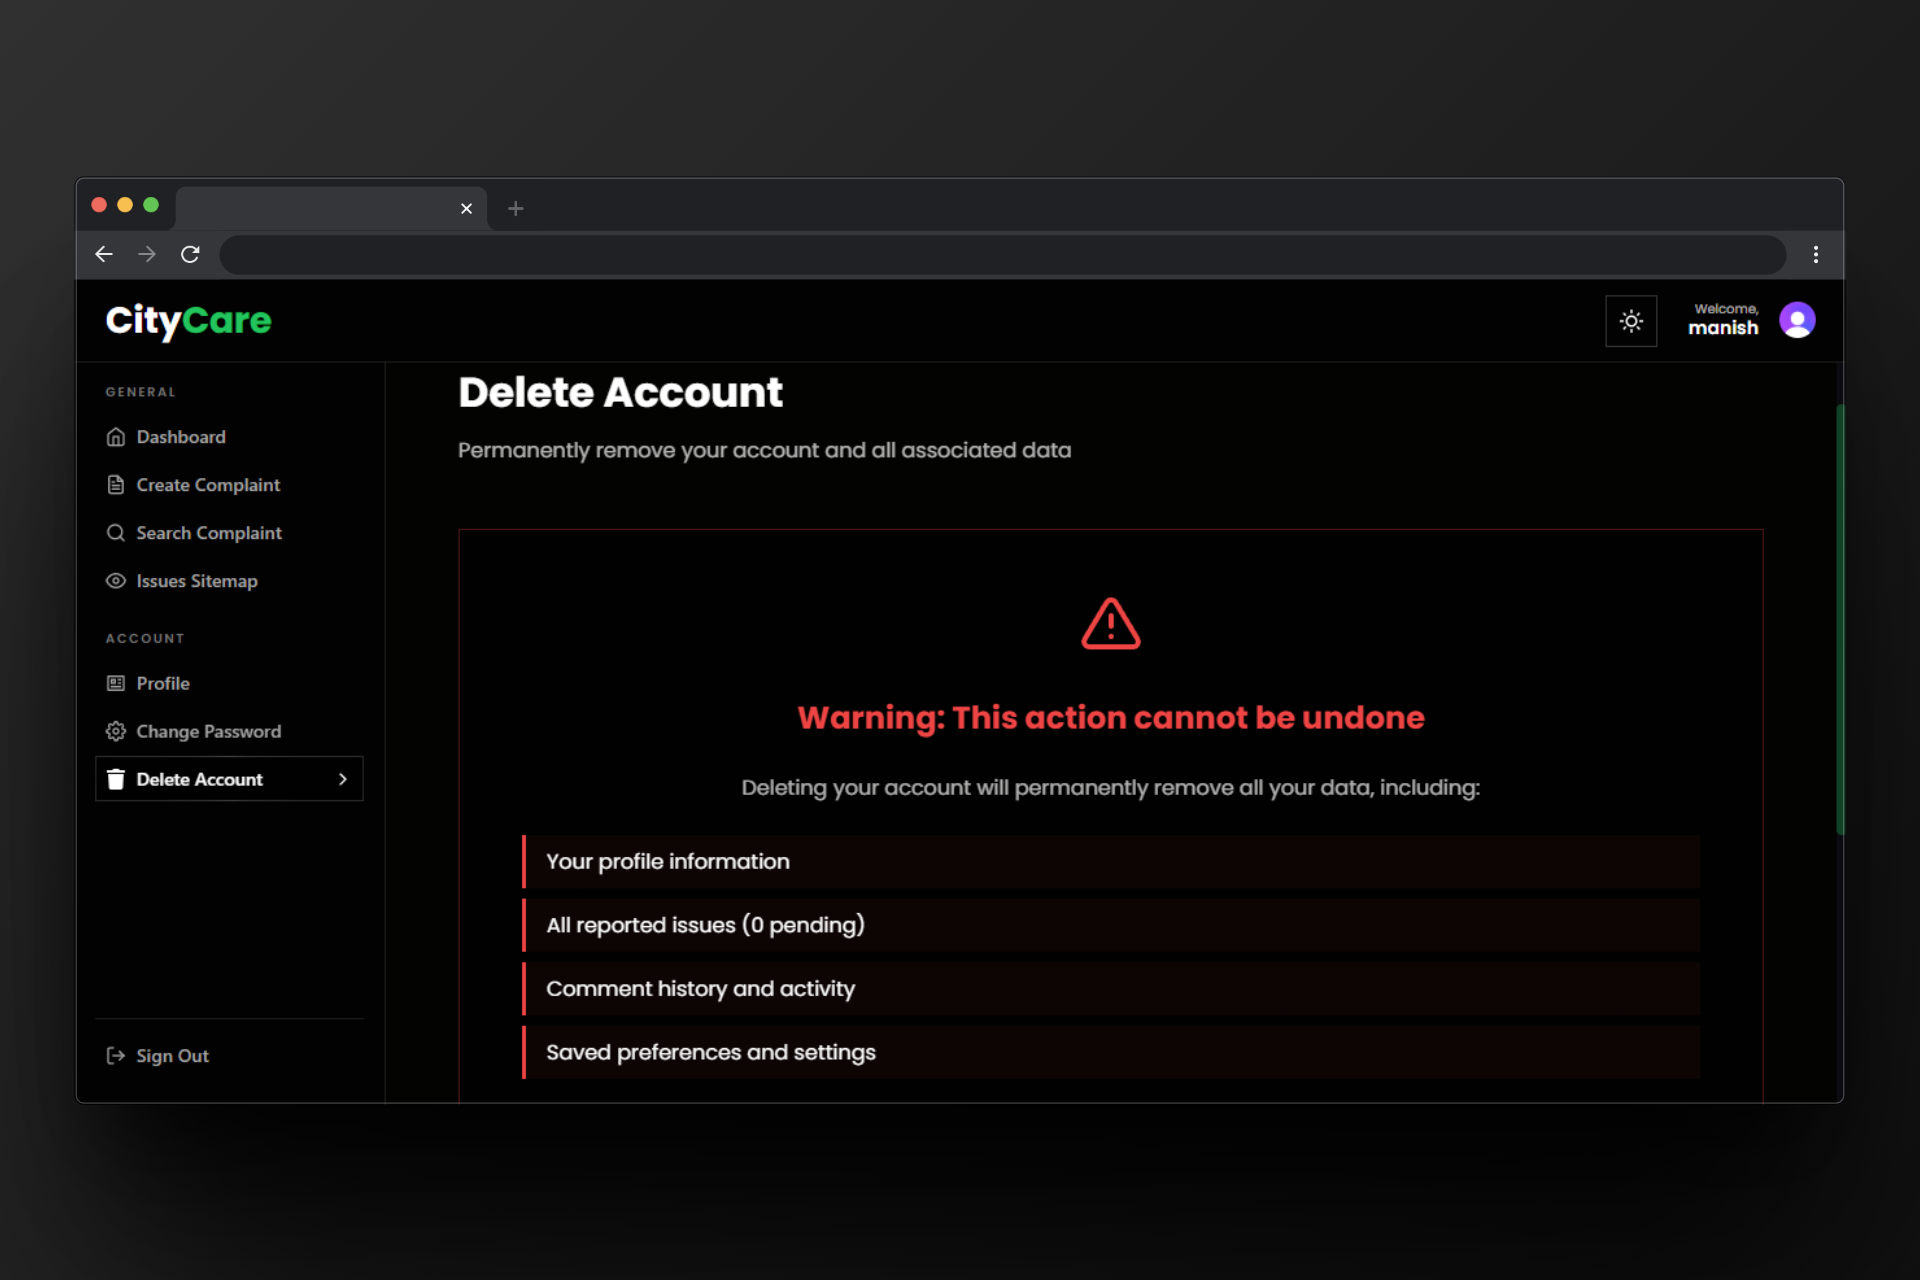 CityCare
Welcome,
manish
GENERAL
Dashboard
Create Complaint
Search Complaint
Issues Sitemap
ACCOUNT
Profile
Change Password
Delete Account
Sign Out
Delete Account
Permanently remove your account and all associated data
Warning: This action cannot be undone
Deleting your account will permanently remove all your data, including:
Your profile information
All reported issues (0 pending)
Comment history and activity
Saved preferences and settings